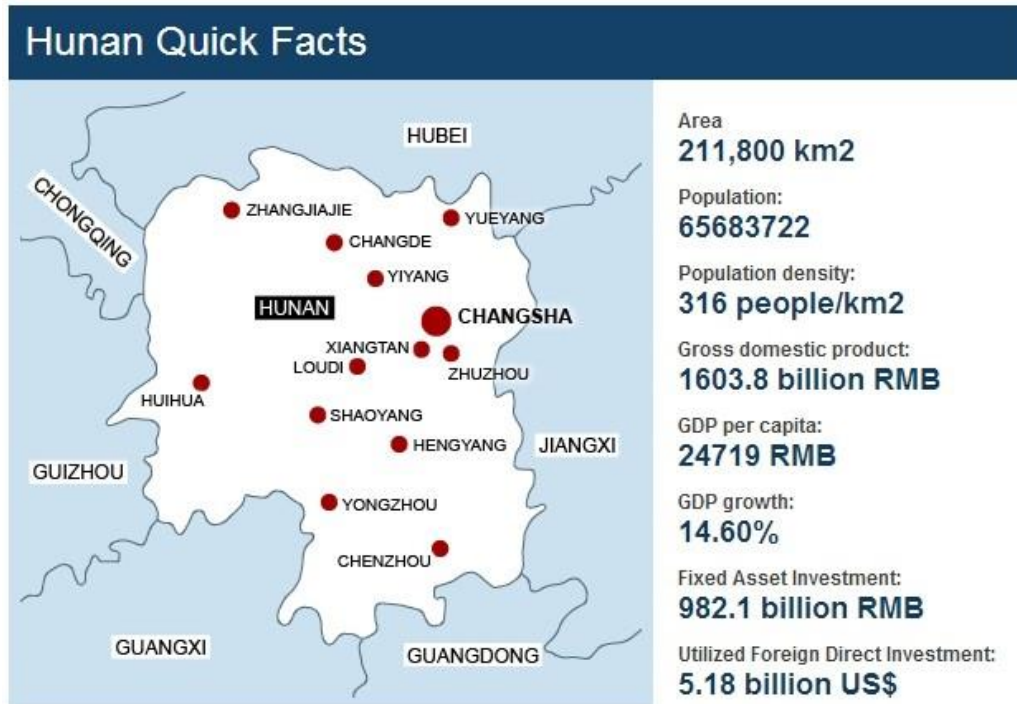 Hunan Quick Facts
HUBEI
CHONGQING
ZHANGJIAJIE
YUEYANG
CHANGDE
YIYANG
HUNAN
CHANGSHA
XIANGTAN
LOUDI
ZHUZHOU
HUIHUA
SHAOYANG
HENGYANG
JIANGXI
GUIZHOU
YONGZHOU
CHENZHOU
GUANGXI
GUANGDONG
Area
211,800 km2
Population:
65683722
Population density:
316 people/km2
Gross domestic product:
1603.8 billion RMB
GDP per capita:
24719 RMB
GDP growth:
14.60%
Fixed Asset Investment:
982.1 billion RMB
Utilized Foreign Direct Investment:
5.18 billion US$